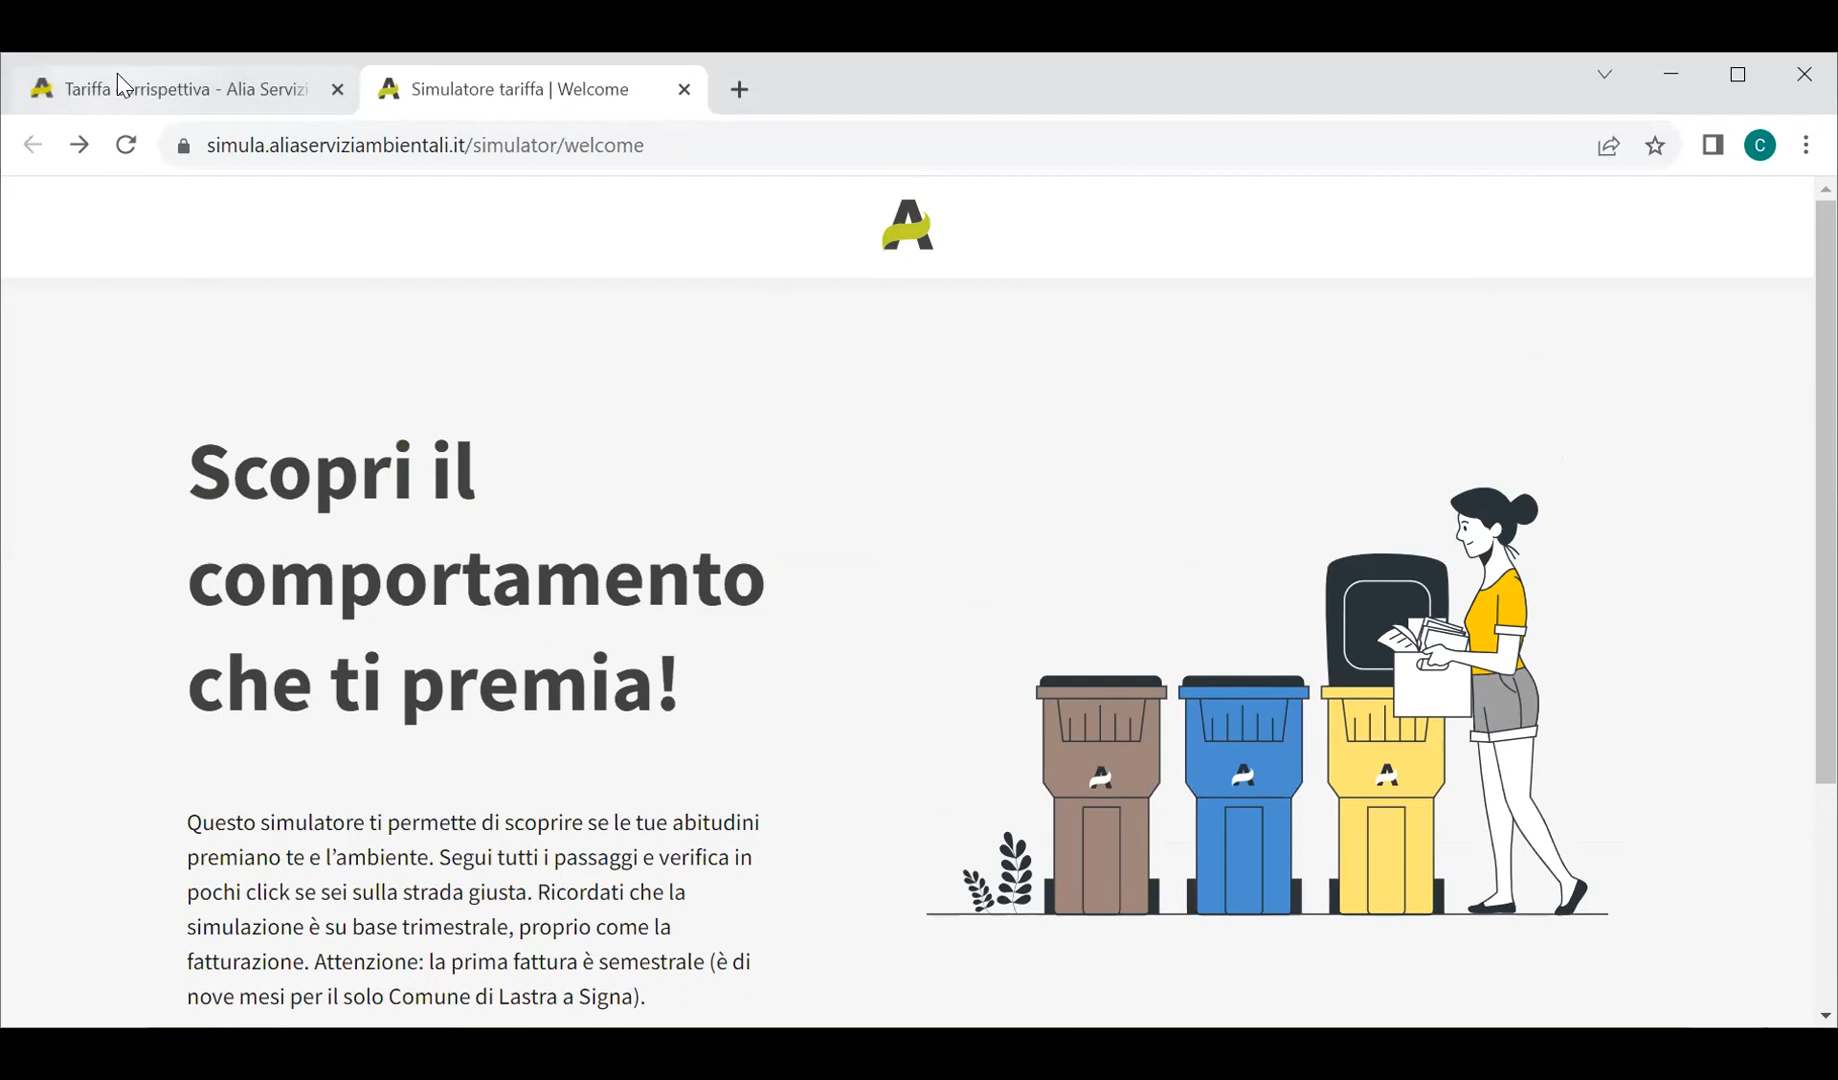 Tariffa rrispettiva - Alia Servizi
Simulatore tariffa | Welcome
simula.aliaserviziambientali.it/simulator/welcome
C
Scopri il
comportamento
che ti premia!
Questo simulatore ti permette di scoprire se le tue abitudini
premiano te e l’ambiente. Segui tutti i passaggi e verifica in
pochi click se sei sulla strada giusta. Ricordati che la
simulazione è su base trimestrale, proprio come la
fatturazione. Attenzione: la prima fattura è semestrale (è di
nove mesi per il solo Comune di Lastra a Signa).